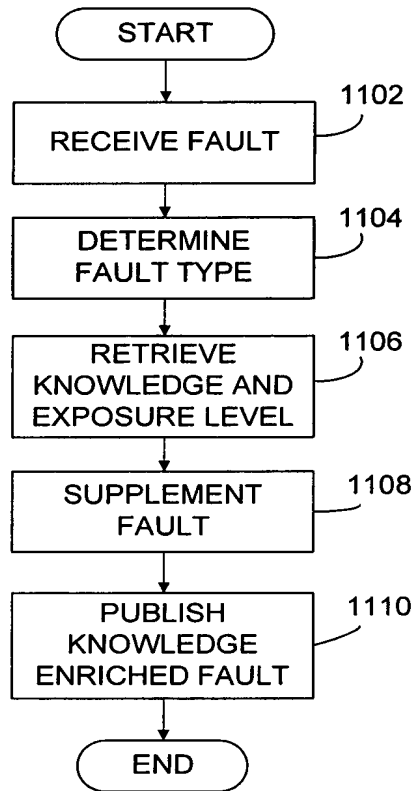 START
1102
RECEIVE FAULT
1104
DETERMINE
FAULT TYPE
1106
RETRIEVE
KNOWLEDGE AND
EXPOSURE LEVEL
1108
SUPPLEMENT
FAULT
1110
PUBLISH
KNOWLEDGE
ENRICHED FAULT
END